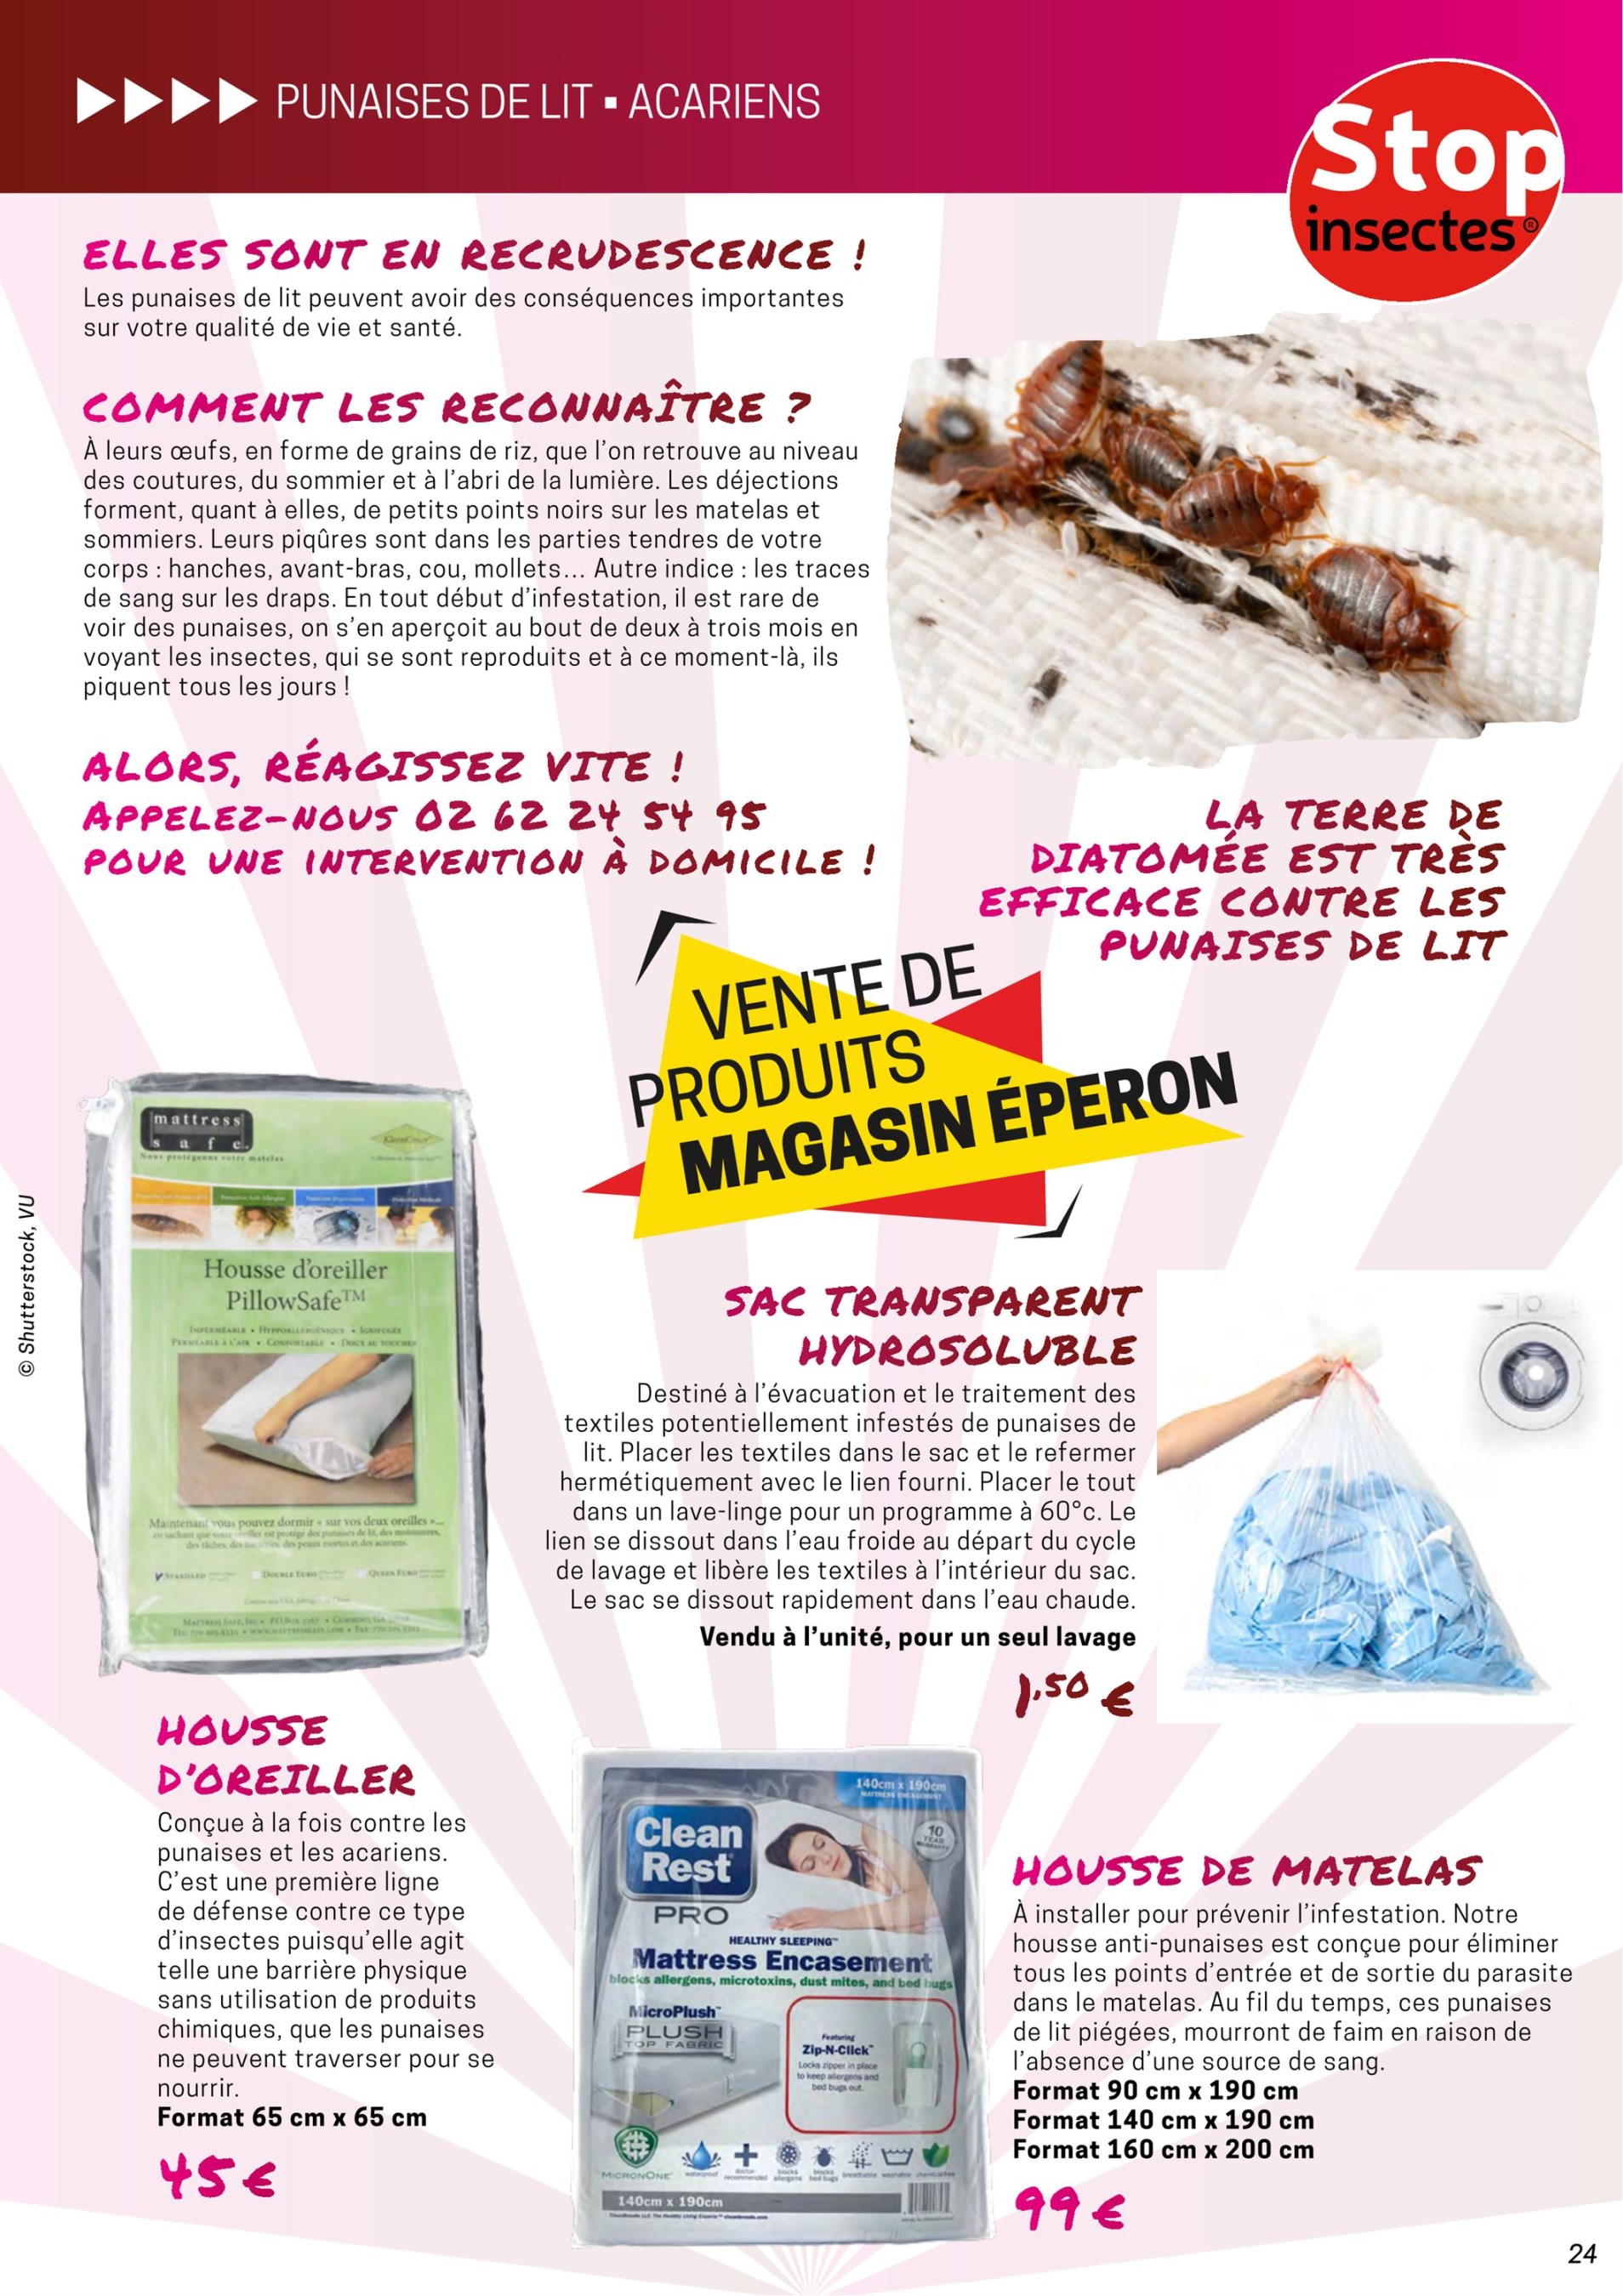 PUNAISES DE LIT ▪ ACARIENS
Stop
insectes®
ELLES SONT EN RECRUDESCENCE !
Les punaises de lit peuvent avoir des conséquences importantes
sur votre qualité de vie et santé.
COMMENT LES RECONNAÎTRE ?
À leurs œufs, en forme de grains de riz, que l’on retrouve au niveau
des coutures, du sommier et à l’abri de la lumière. Les déjections
forment, quant à elles, de petits points noirs sur les matelas et
sommiers. Leurs piqûres sont dans les parties tendres de votre
corps : hanches, avant-bras, cou, mollets… Autre indice : les traces
de sang sur les draps. En tout début d’infestation, il est rare de
voir des punaises, on s’en aperçoit au bout de deux à trois mois en
voyant les insectes, qui se sont reproduits et à ce moment-là, ils
piquent tous les jours !
ALORS, RÉAGISSEZ VITE !
APPELEZ-NOUS 02 62 24 54 95
POUR UNE INTERVENTION À DOMICILE !
LA TERRE DE
DIATOMÉE EST TRÈS
EFFICACE CONTRE LES
PUNAISES DE LIT
VENTE DE
PRODUITS
MAGASIN ÉPERON
© Shutterstock, VU
mattress
safe
Nous protégeons votre matelas
Housse d'oreiller
PillowSafe™
Imperméable • Hypoallergénique • Ignifugée
Perméable à l'air • Confortable • Doux au toucher
Maintenant vous pouvez dormir « sur vos deux oreilles »...
SAC TRANSPARENT
HYDROSOLUBLE
Destiné à l’évacuation et le traitement des
textiles potentiellement infestés de punaises de
lit. Placer les textiles dans le sac et le refermer
hermétiquement avec le lien fourni. Placer le tout
dans un lave-linge pour un programme à 60°c. Le
lien se dissout dans l’eau froide au départ du cycle
de lavage et libère les textiles à l’intérieur du sac.
Le sac se dissout rapidement dans l’eau chaude.
Vendu à l’unité, pour un seul lavage
1,50 €
HOUSSE
D’OREILLER
Conçue à la fois contre les
punaises et les acariens.
C’est une première ligne
de défense contre ce type
d’insectes puisqu’elle agit
telle une barrière physique
sans utilisation de produits
chimiques, que les punaises
ne peuvent traverser pour se
nourrir.
Format 65 cm x 65 cm
45 €
140cm x 190cm
MATTRESS ENCASEMENT
Clean
Rest
PRO
10
YEAR
WARRANTY
HEALTHY SLEEPING™
Mattress Encasement
blocks allergens, microtoxins, dust mites, and bed bugs
MicroPlush™
PLUSH
TOP FABRIC
Featuring
Zip-N-Click™
Locks zipper in place
to keep allergens and
bed bugs out.
MICRONONE
140cm x 190cm
HOUSSE DE MATELAS
À installer pour prévenir l’infestation. Notre
housse anti-punaises est conçue pour éliminer
tous les points d’entrée et de sortie du parasite
dans le matelas. Au fil du temps, ces punaises
de lit piégées, mourront de faim en raison de
l’absence d’une source de sang.
Format 90 cm x 190 cm
Format 140 cm x 190 cm
Format 160 cm x 200 cm
99 €
24